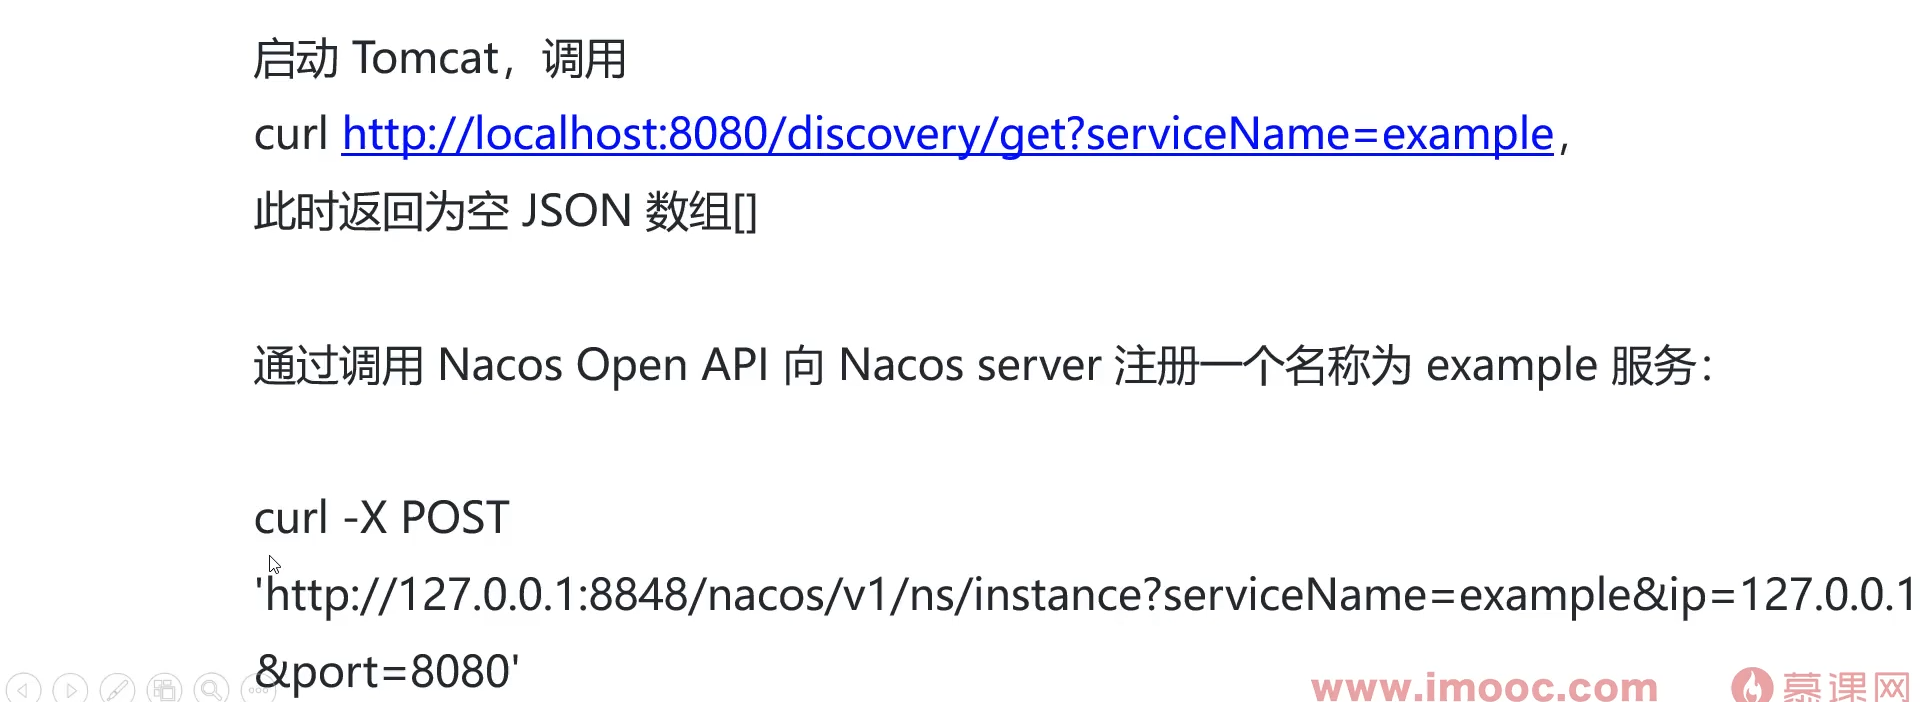 启动 Tomcat，调用
curl http://localhost:8080/discovery/get?serviceName=example，
此时返回为空 JSON 数组[]
通过调用 Nacos Open API 向 Nacos server 注册一个名称为 example 服务：
curl -X POST
'http://127.0.0.1:8848/nacos/v1/ns/instance?serviceName=example&ip=127.0.0.1
&port=8080'
www.imooc.com 慕课网